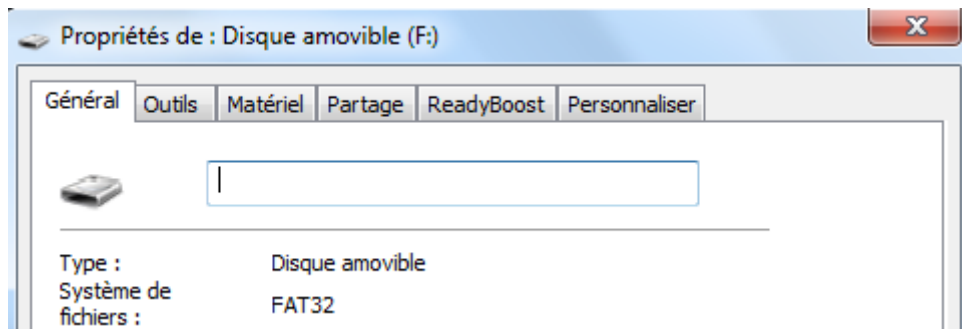 Propriétés de : Disque amovible (F:)
Général Outils Matériel Partage ReadyBoost Personnaliser
Type : Disque amovible
Système de fichiers : FAT32